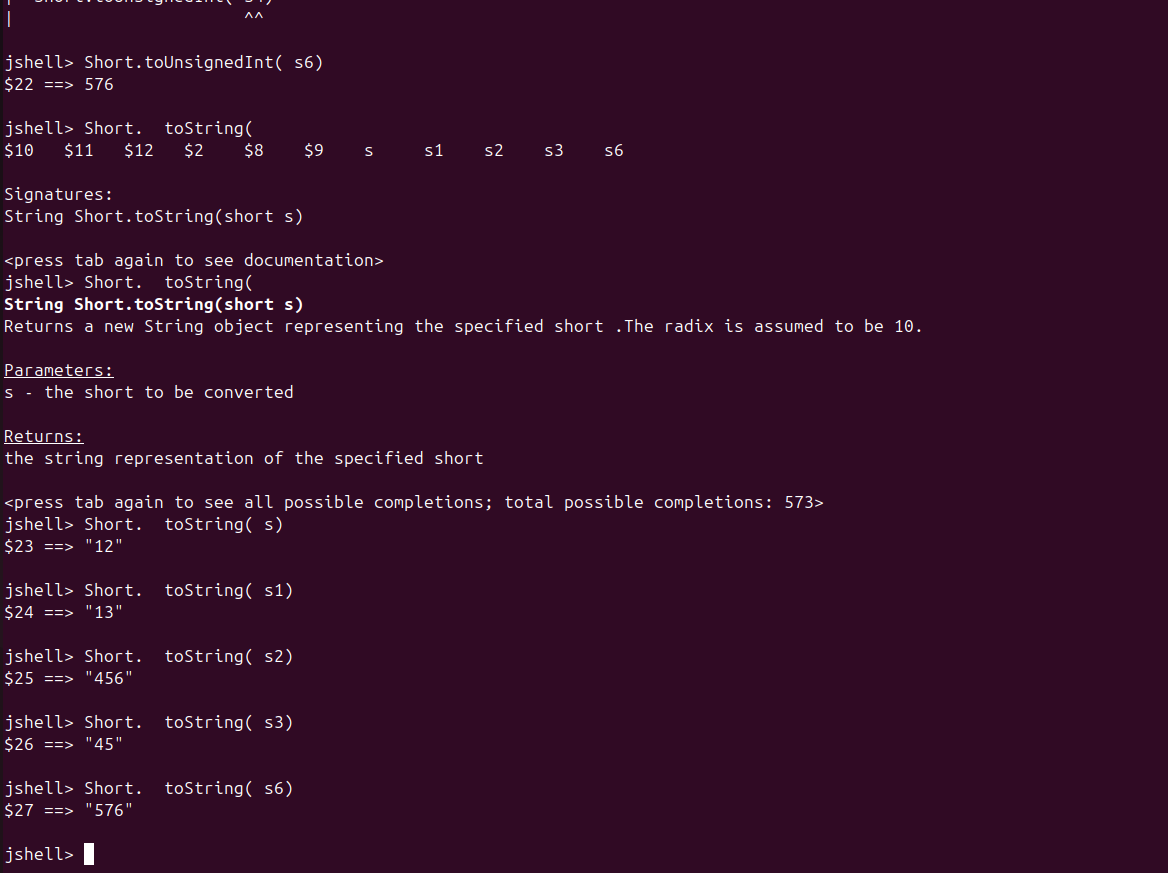 |                        ^^
jshell> Short.toUnsignedInt( s6)
$22 ==> 576
jshell> Short.  toString(
$10   $11   $12   $2    $8    $9    s     s1    s2    s3    s6
Signatures:
String Short.toString(short s)
<press tab again to see documentation>
jshell> Short.  toString(
String Short.toString(short s)
Returns a new String object representing the specified short .The radix is assumed to be 10.
Parameters:
s - the short to be converted
Returns:
the string representation of the specified short
<press tab again to see all possible completions; total possible completions: 573>
jshell> Short.  toString( s)
$23 ==> "12"
jshell> Short.  toString( s1)
$24 ==> "13"
jshell> Short.  toString( s2)
$25 ==> "456"
jshell> Short.  toString( s3)
$26 ==> "45"
jshell> Short.  toString( s6)
$27 ==> "576"
jshell>